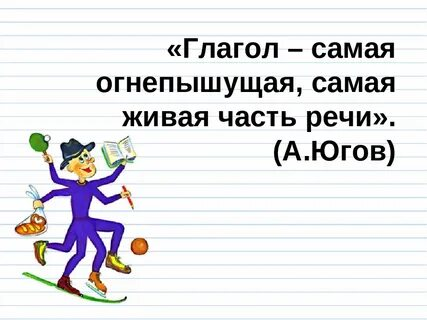 «Глагол – самая
огнепышущая, самая
живая часть речи».
(А.Югов)